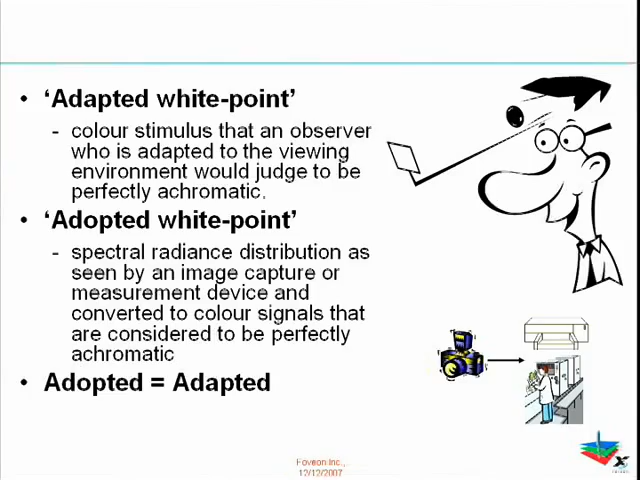 • ‘Adapted white-point’
- colour stimulus that an observer
who is adapted to the viewing
environment would judge to be
perfectly achromatic.
• ‘Adopted white-point’
- spectral radiance distribution as
seen by an image capture or
measurement device and
converted to colour signals that
are considered to be perfectly
achromatic
• Adopted = Adapted
Foveon Inc.,
12/12/2007